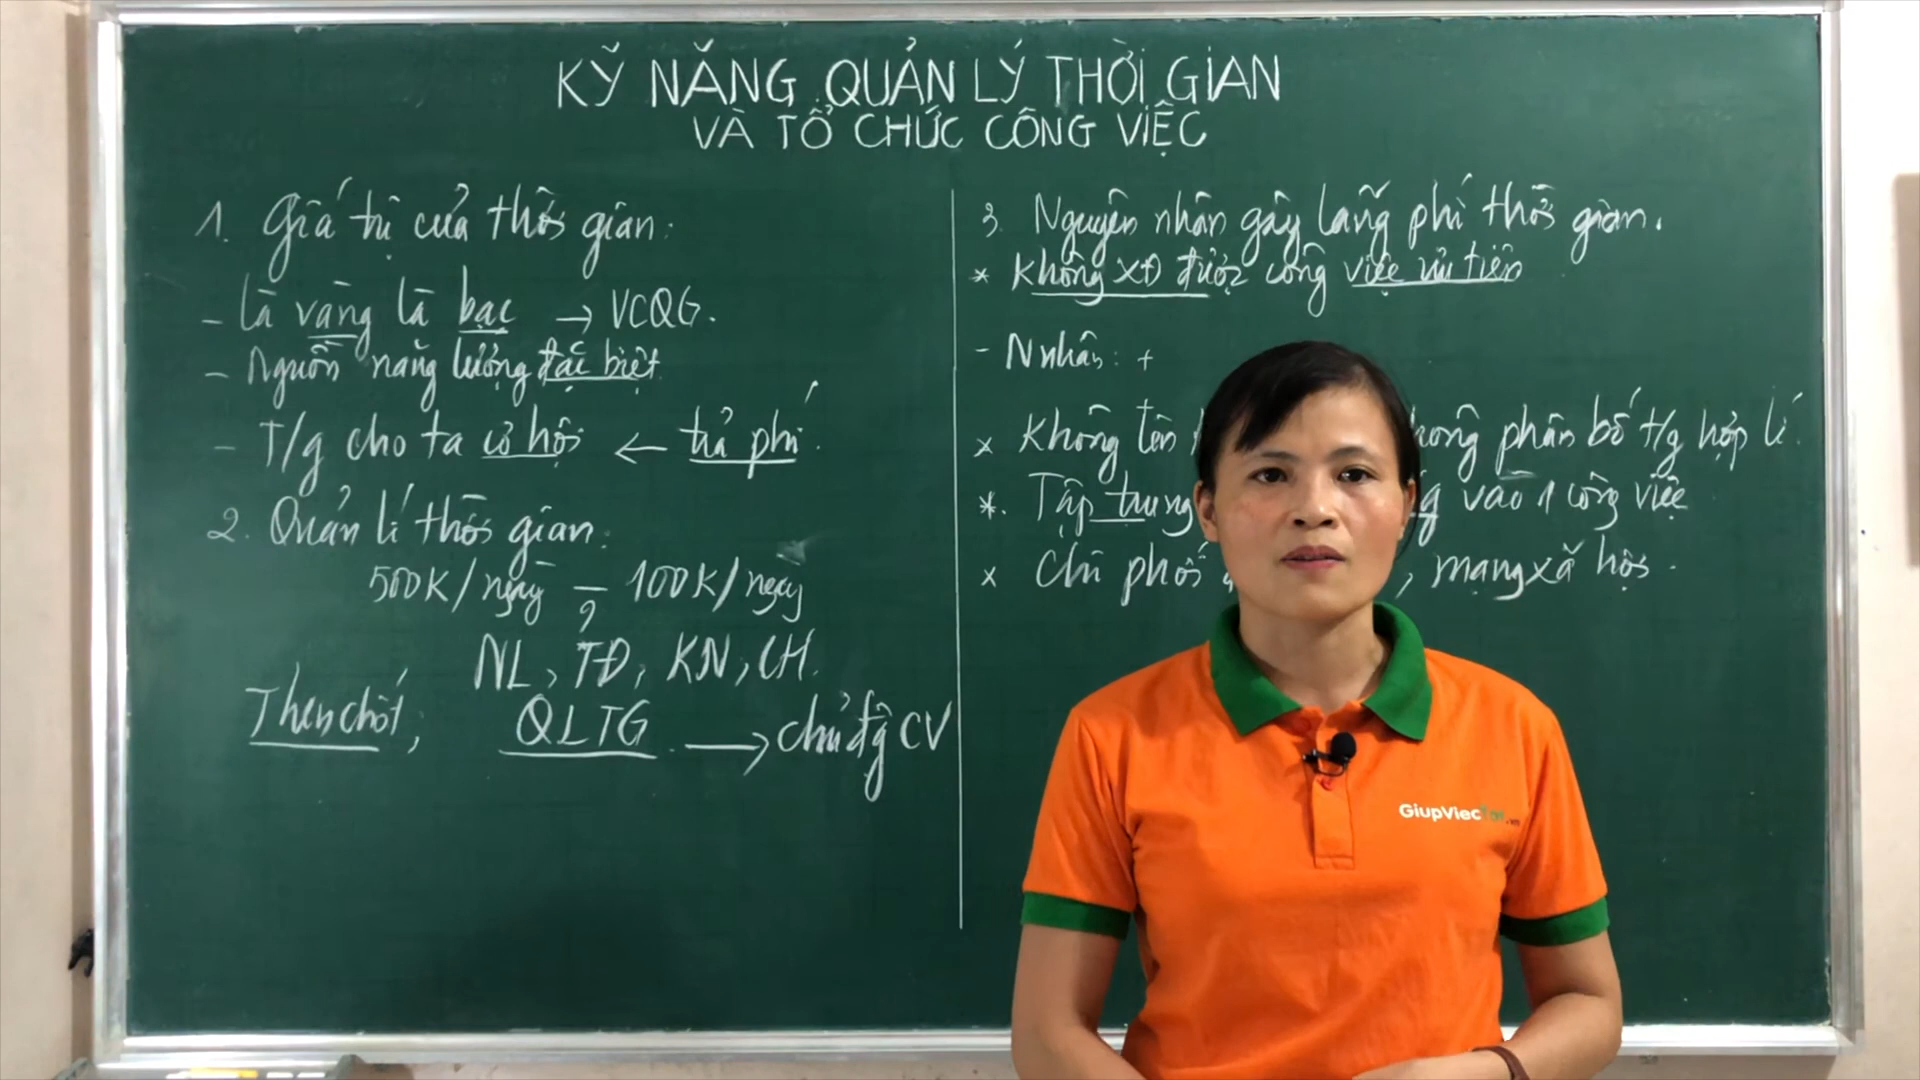 KỸ NĂNG QUẢN LÝ THỜI GIAN
VÀ TỔ CHỨC CÔNG VIỆC
1. Giá trị của thời gian:
- là vàng là bạc → VCQG.
- Nguồn năng lượng đặc biệt
- T/g cho ta cơ hội ← trả phí.
2. Quản lí thời gian:
500K/ngày – 100K/ngày
?
NL, TĐ, KN, CH.
Then chốt; QLTG → chủ độg CV
3. Nguyên nhân gây lãng phí thời gian.
* Không XĐ được công việc ưu tiên
- N nhân: +
x Không lên không phân bố t/g hợp lí.
*. Tập trung vào 1 công việc
x Chi phối , mạng xã hội.
GiupViec